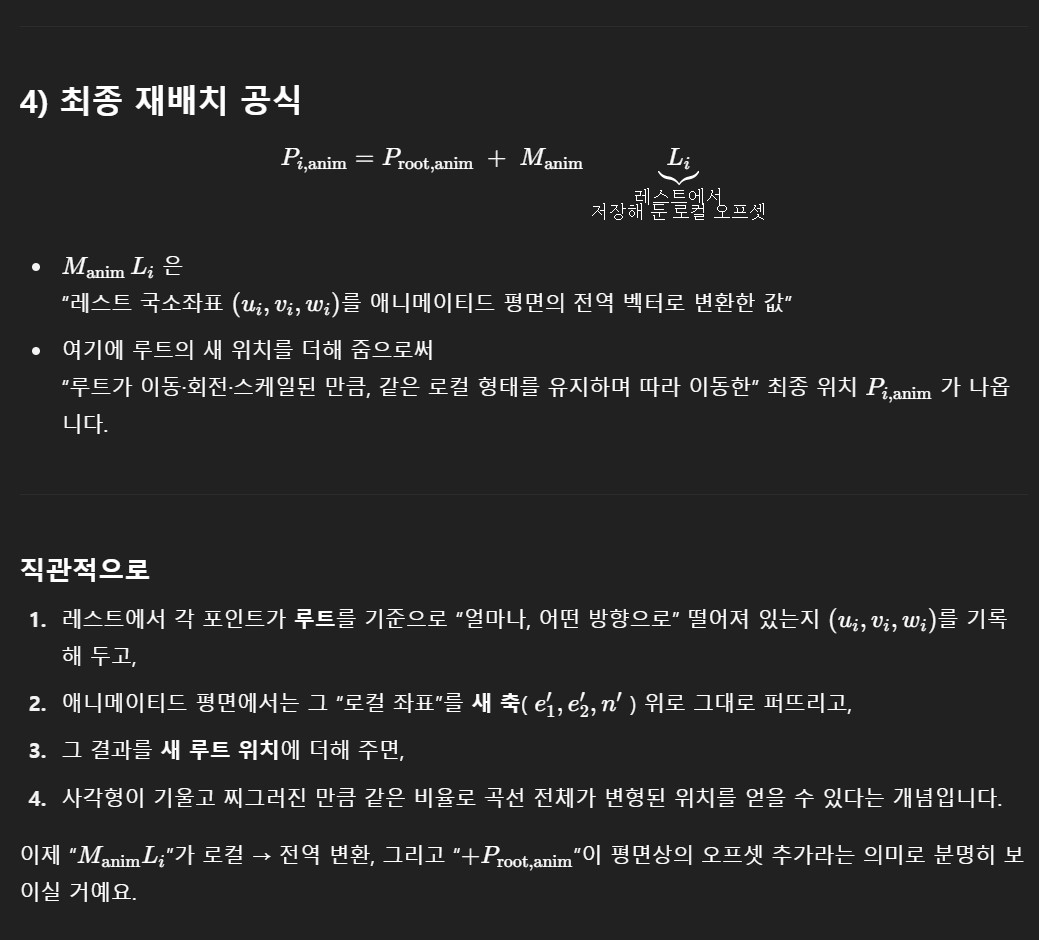 4) 최종 재배치 공식
P_{i,anim} = P_{root,anim} + M_{anim} L_i
레스트에서
저장해 둔 로컬 오프셋
• M_{anim} L_i 은
“레스트 국소좌표 (u_i, v_i, w_i)를 애니메이티드 평면의 전역 벡터로 변환한 값”
• 여기에 루트의 새 위치를 더해 줌으로써
“루트가 이동·회전·스케일된 만큼, 같은 로컬 형태를 유지하며 따라 이동한” 최종 위치 P_{i,anim} 가 나옵
니다.
직관적으로
1. 레스트에서 각 포인트가 루트를 기준으로 “얼마나, 어떤 방향으로” 떨어져 있는지 (u_i, v_i, w_i)를 기록
해 두고,
2. 애니메이티드 평면에서는 그 “로컬 좌표”를 새 축( e′_1, e′_2, n′ ) 위로 그대로 퍼뜨리고,
3. 그 결과를 새 루트 위치에 더해 주면,
4. 사각형이 기울고 찌그러진 만큼 같은 비율로 곡선 전체가 변형된 위치를 얻을 수 있다는 개념입니다.
이제 “M_{anim}L_i”가 로컬 → 전역 변환, 그리고 “+P_{root,anim}”이 평면상의 오프셋 추가라는 의미로 분명히 보
이실 거예요.